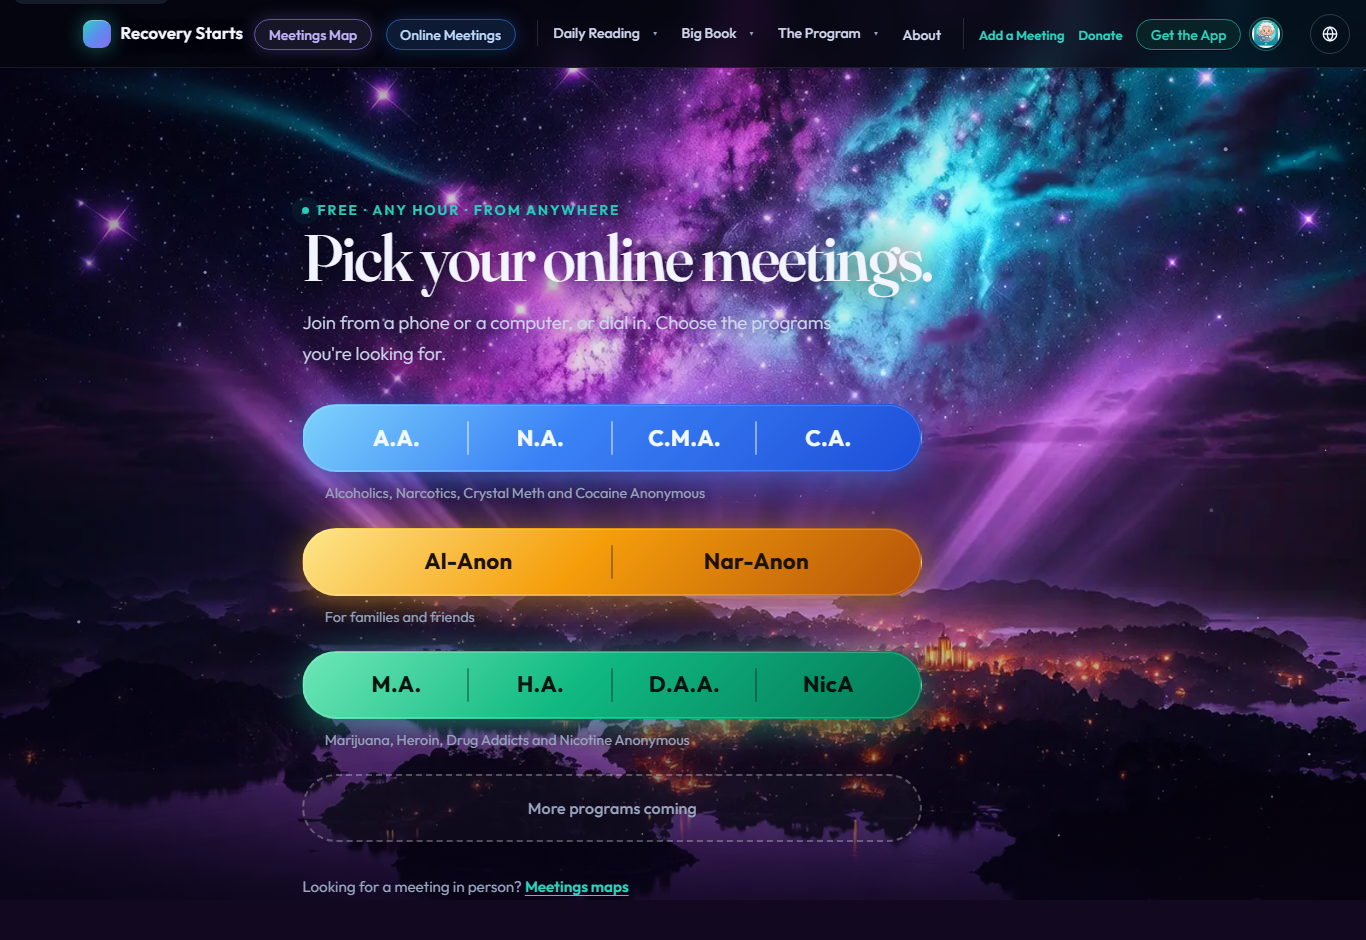 Recovery Starts
Meetings Map
Online Meetings
Daily Reading
Big Book
The Program
About
Add a Meeting
Donate
Get the App
FREE · ANY HOUR · FROM ANYWHERE
Pick your online meetings.
Join from a phone or a computer, or dial in. Choose the programs
you're looking for.
A.A.
N.A.
C.M.A.
C.A.
Alcoholics, Narcotics, Crystal Meth and Cocaine Anonymous
Al-Anon
Nar-Anon
For families and friends
M.A.
H.A.
D.A.A.
NicA
Marijuana, Heroin, Drug Addicts and Nicotine Anonymous
More programs coming
Looking for a meeting in person? Meetings maps